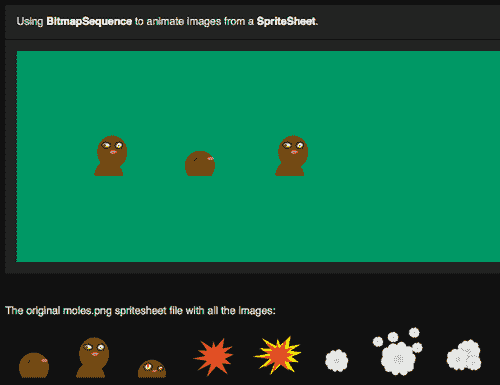 Using BitmapSequence to animate images from a SpriteSheet.
The original moles.png spritesheet file with all the images: